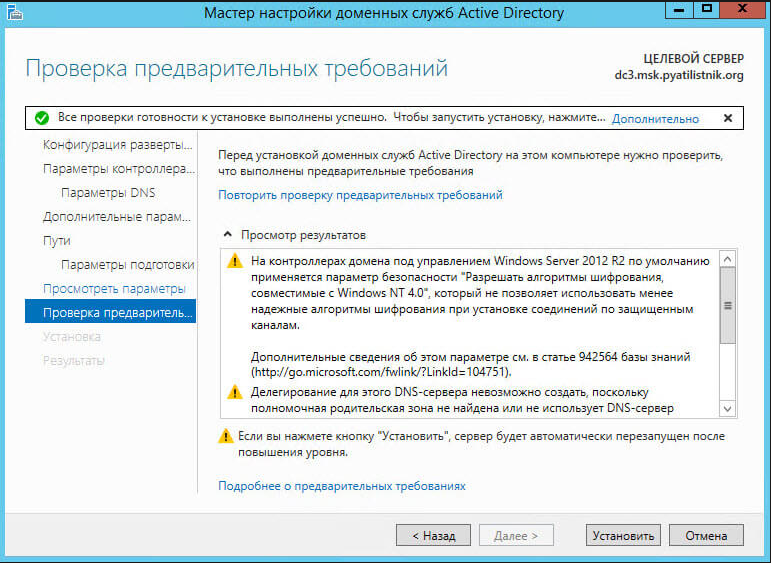 Мастер настройки доменных служб Active Directory
Проверка предварительных требований
ЦЕЛЕВОЙ СЕРВЕР
dc3.msk.pyatilistnik.org
Все проверки готовности к установке выполнены успешно. Чтобы запустить установку, нажмите... Дополнительно
Конфигурация разверты...
Параметры контроллера...
Параметры DNS
Дополнительные парам...
Пути
Параметры подготовки
Просмотреть параметры
Проверка предваритель...
Установка
Результаты
Перед установкой доменных служб Active Directory на этом компьютере нужно проверить,
что выполнены предварительные требования
Повторить проверку предварительных требований
Просмотр результатов
На контроллерах домена под управлением Windows Server 2012 R2 по умолчанию
применяется параметр безопасности "Разрешать алгоритмы шифрования,
совместимые с Windows NT 4.0", который не позволяет использовать менее
надежные алгоритмы шифрования при установке соединений по защищенным
каналам.
Дополнительные сведения об этом параметре см. в статье 942564 базы знаний
(http://go.microsoft.com/fwlink/?LinkId=104751).
Делегирование для этого DNS-сервера невозможно создать, поскольку
полномочная родительская зона не найдена или не использует DNS-сервер
Если вы нажмете кнопку "Установить", сервер будет автоматически перезапущен после
повышения уровня.
Подробнее о предварительных требованиях
< Назад
Далее >
Установить
Отмена